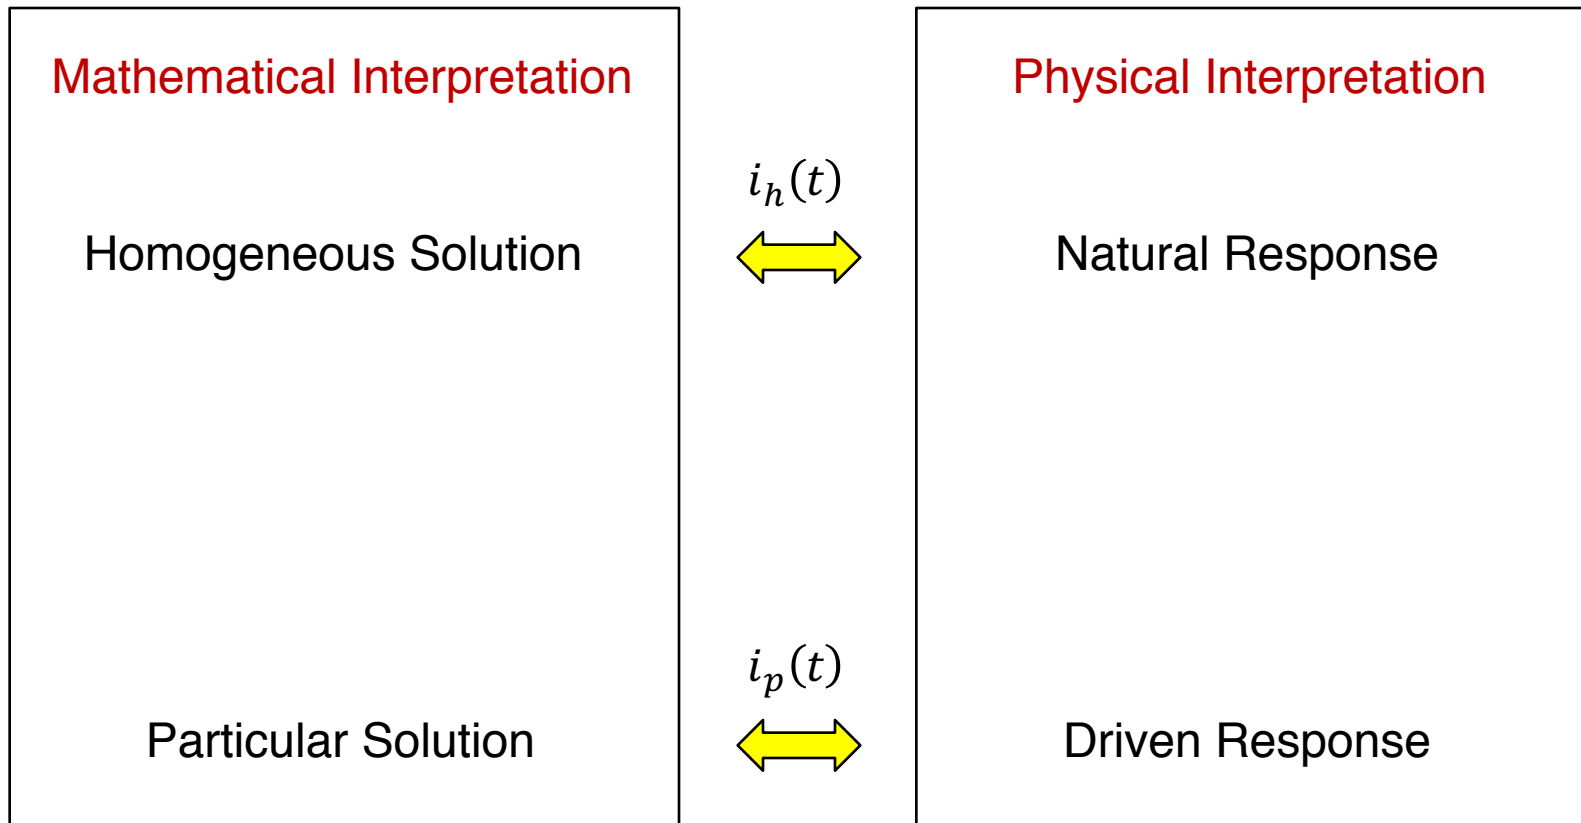 Mathematical Interpretation
Physical Interpretation
i_h(t)
Homogeneous Solution
Natural Response
i_p(t)
Particular Solution
Driven Response